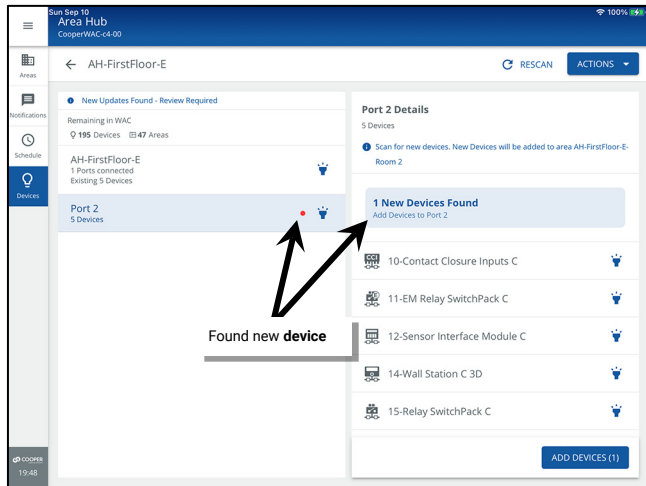 Sun Sep 10
100%
Area Hub
CooperWAC-c4-00
Areas
Notifications
Schedule
Devices
AH-FirstFloor-E
RESCAN
ACTIONS
New Updates Found - Review Required
Remaining in WAC
195 Devices 47 Areas
AH-FirstFloor-E
1 Ports connected
Existing 5 Devices
Port 2
5 Devices
Port 2 Details
5 Devices
Scan for new devices. New Devices will be added to area AH-FirstFloor-E-
Room 2
1 New Devices Found
Add Devices to Port 2
Found new device
CCI
10-Contact Closure Inputs C
11-EM Relay SwitchPack C
12-Sensor Interface Module C
14-Wall Station C 3D
15-Relay SwitchPack C
ADD DEVICES (1)
COOPER
19:48